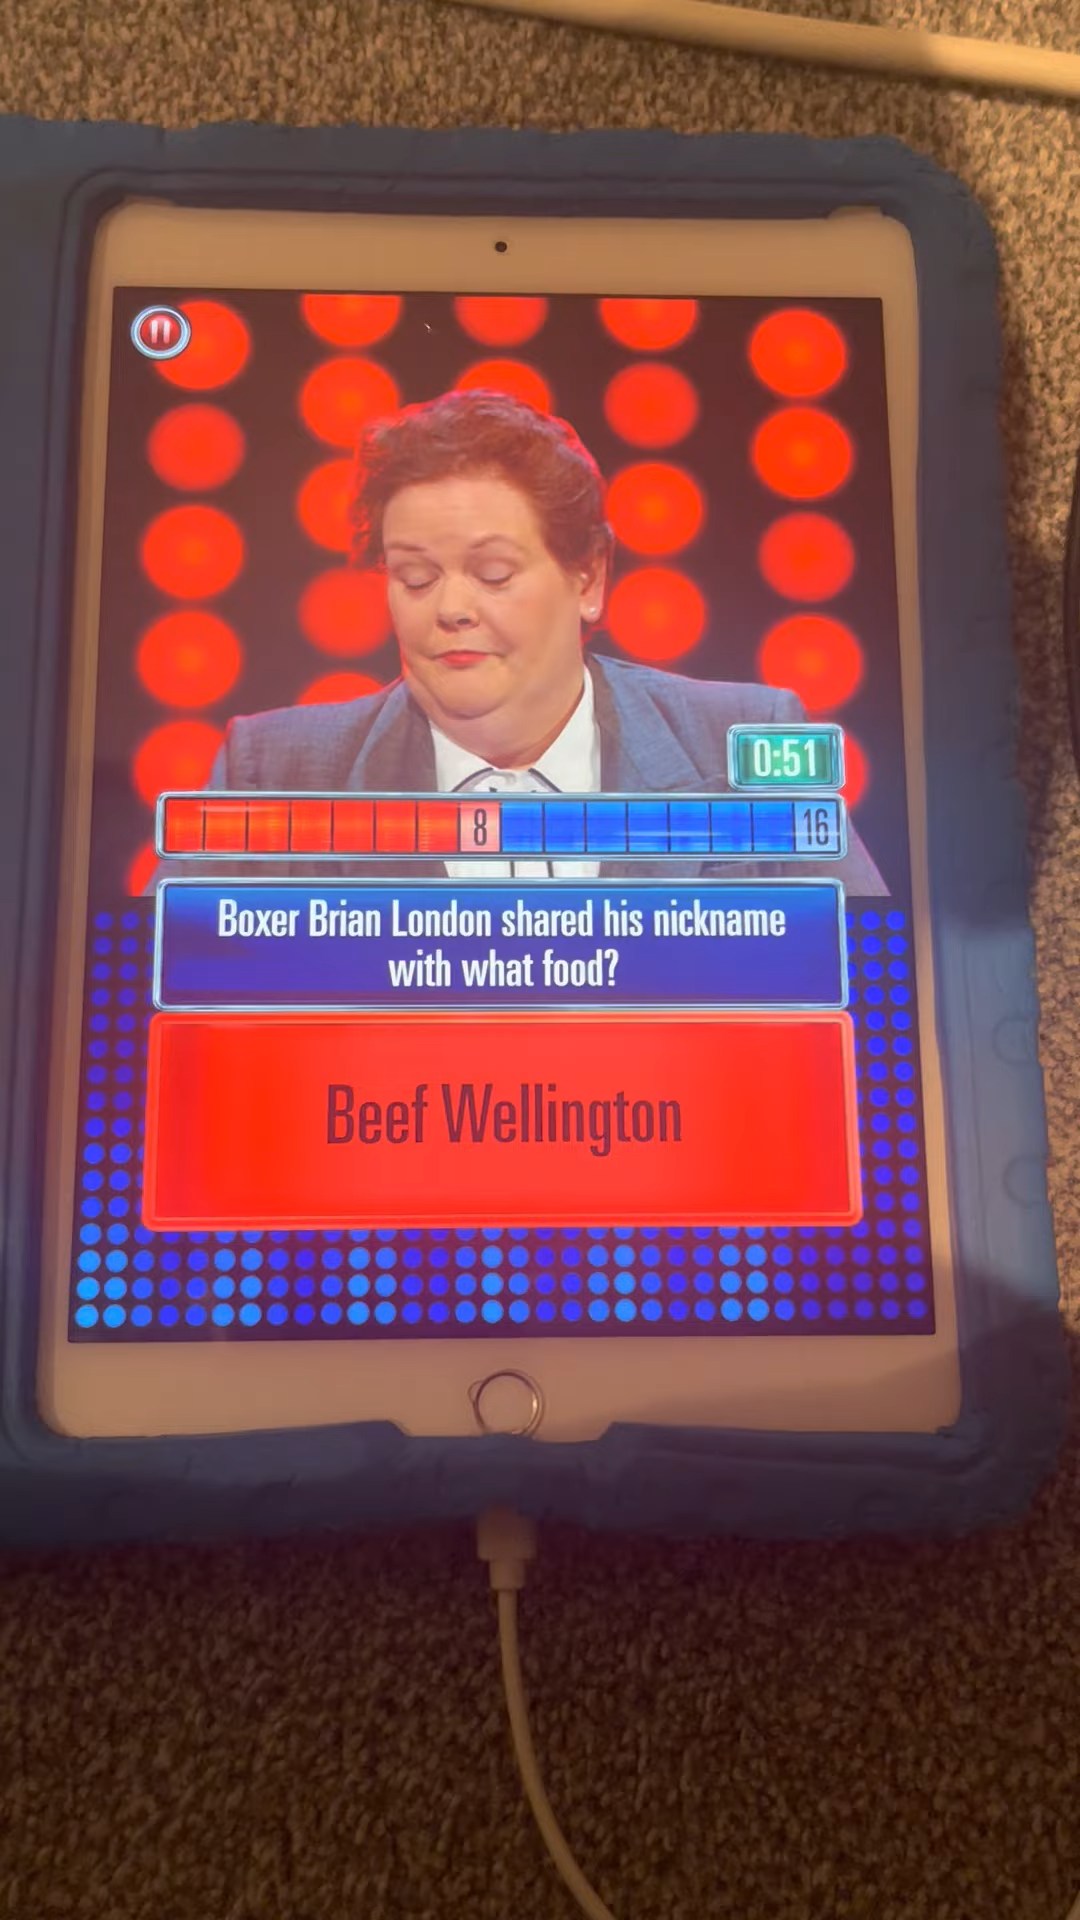 0:51
8
16
Boxer Brian London shared his nickname
with what food?
Beef Wellington